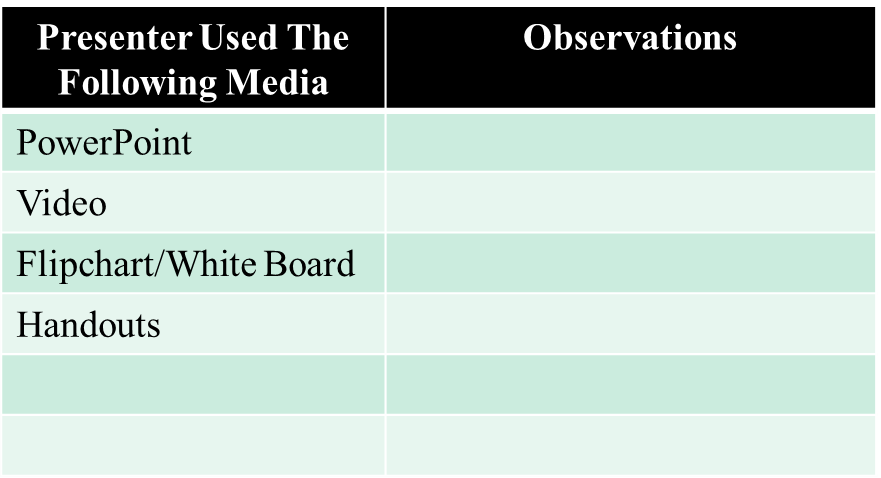 Presenter Used The
Following Media
Observations
PowerPoint
Video
Flipchart/White Board
Handouts